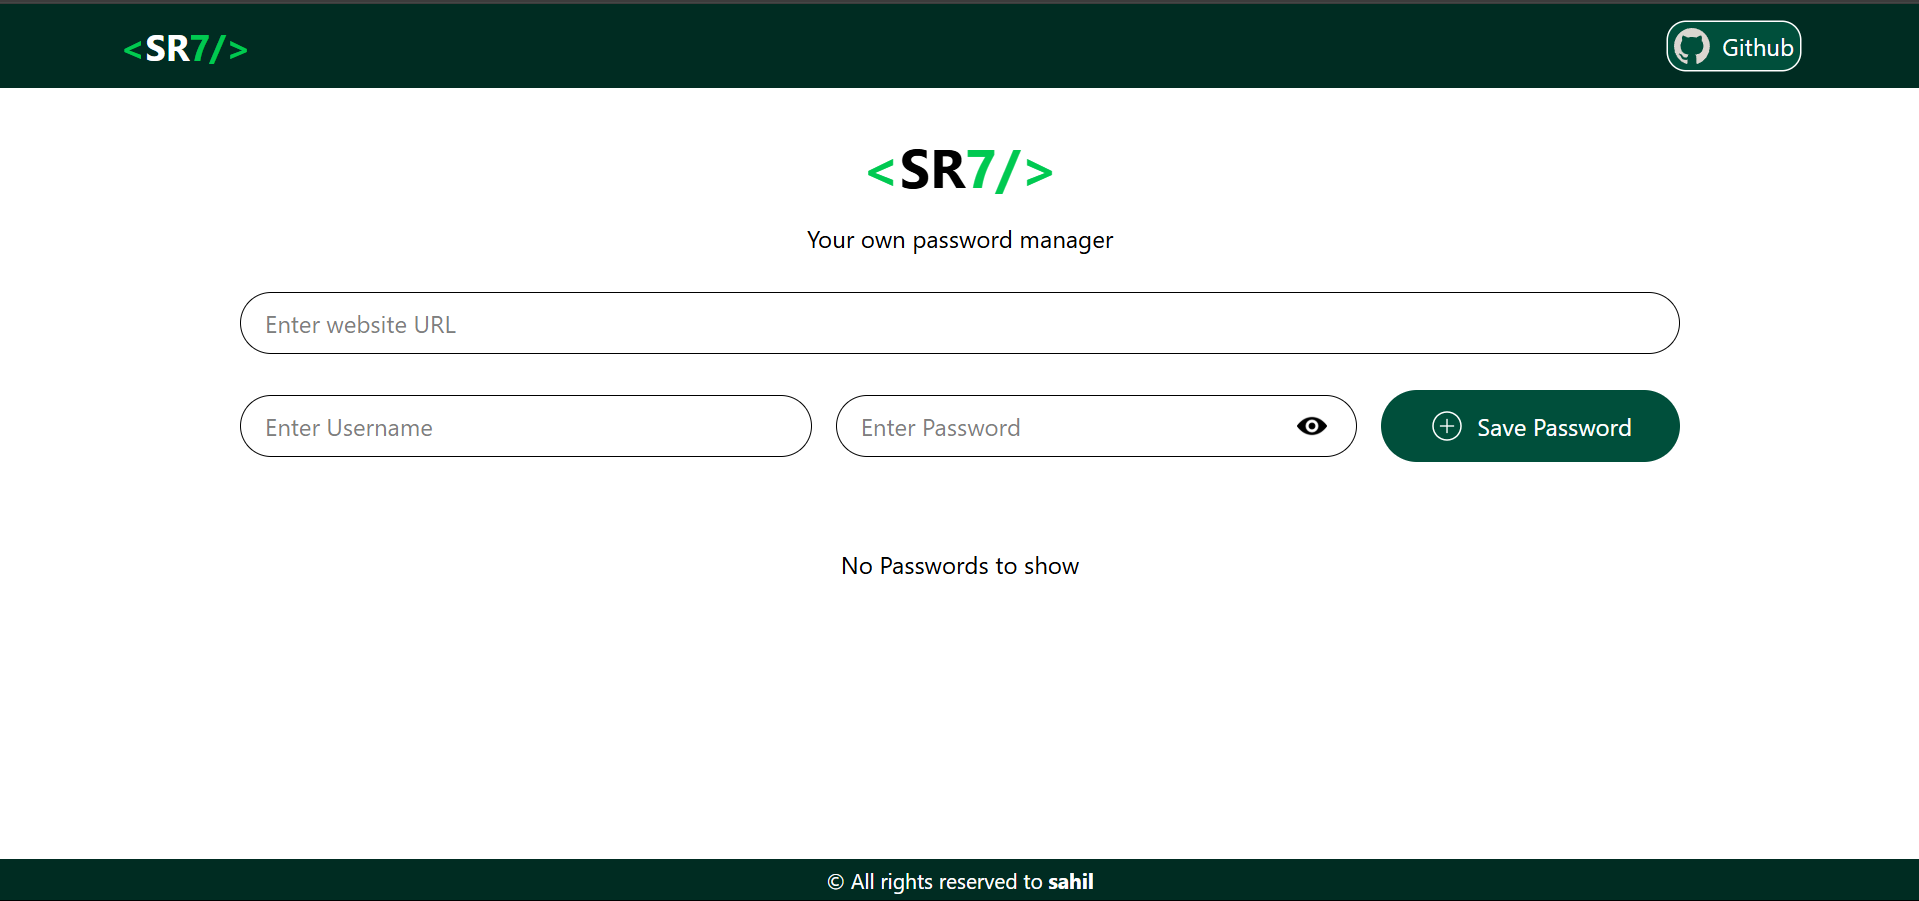 <SR7/>
Github
<SR7/>
Your own password manager
Enter website URL
Enter Username
Enter Password
Save Password
No Passwords to show
© All rights reserved to sahil